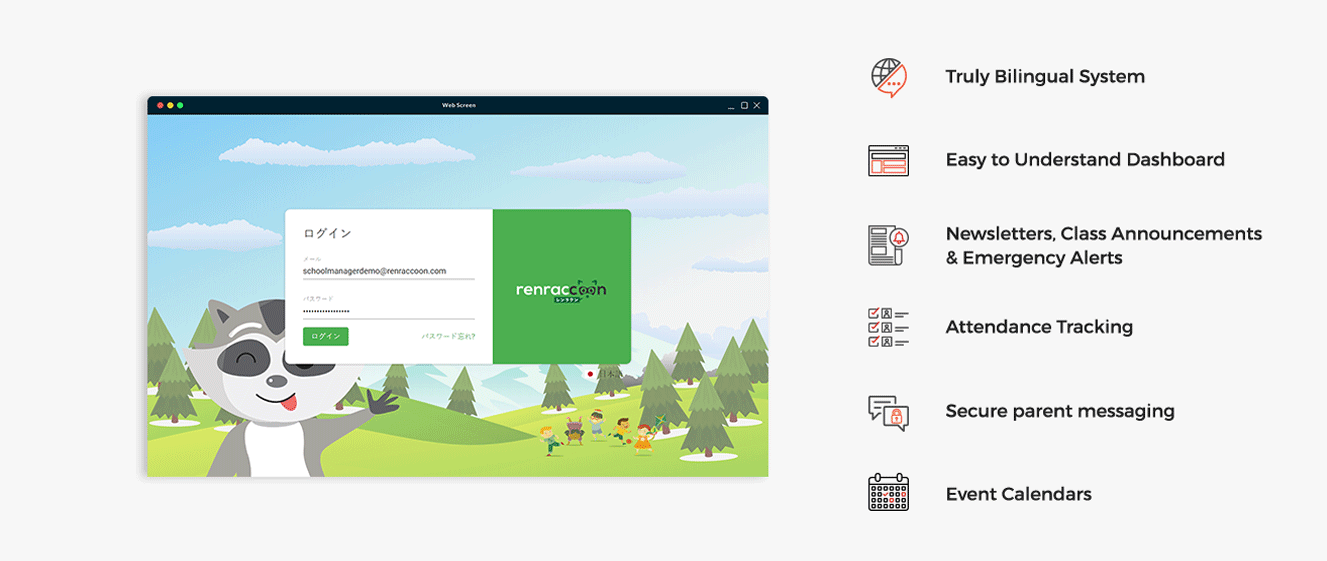 Web Screen
ログイン
メール
schoolmanagerdemo@renraccoon.com
パスワード
ログイン
パスワード忘れ?
renraccoon
レンラクン
日本語
Truly Bilingual System
Easy to Understand Dashboard
Newsletters, Class Announcements
& Emergency Alerts
Attendance Tracking
Secure parent messaging
Event Calendars